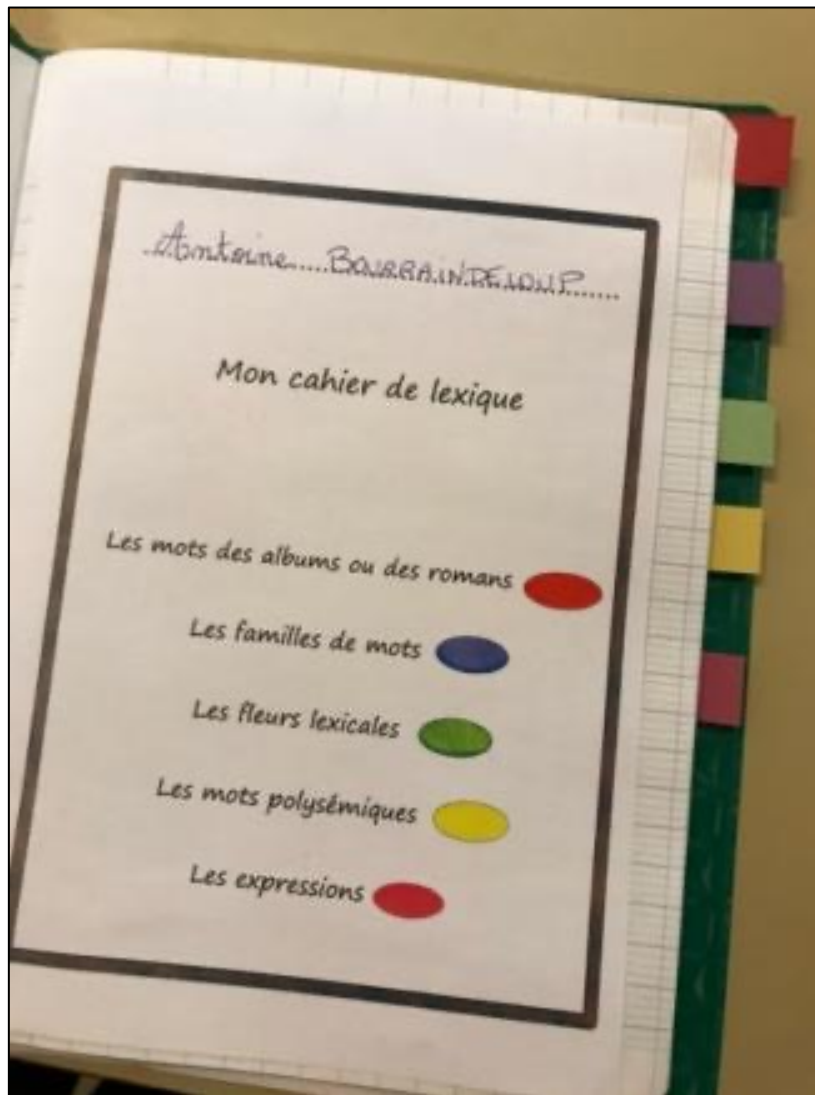 Antoine BOURRAINDELOUP
Mon cahier de lexique
Les mots des albums ou des romans
Les familles de mots
Les fleurs lexicales
Les mots polysémiques
Les expressions